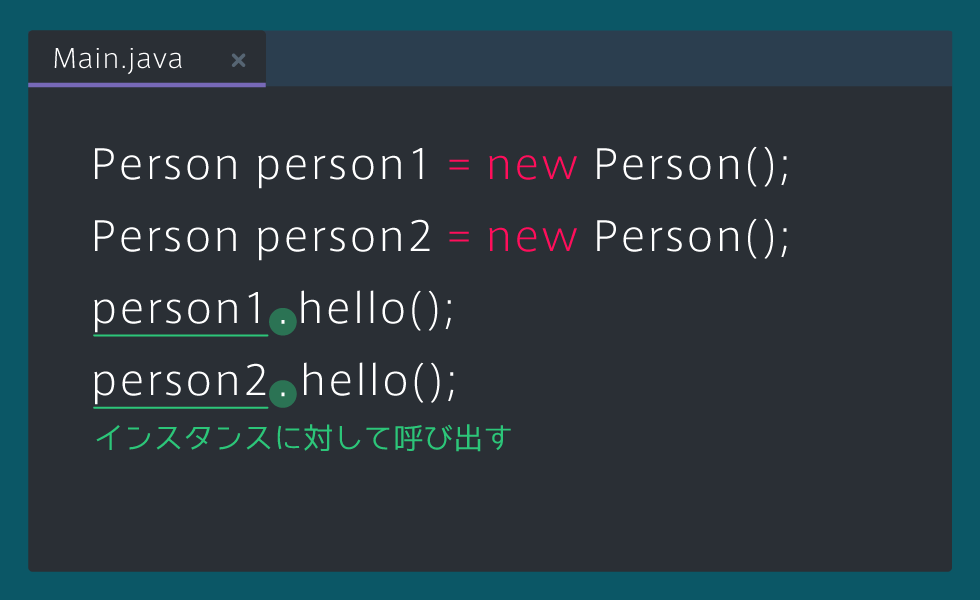 Main.java ×
Person person1 = new Person();
Person person2 = new Person();
person1.hello();
person2.hello();
インスタンスに対して呼び出す